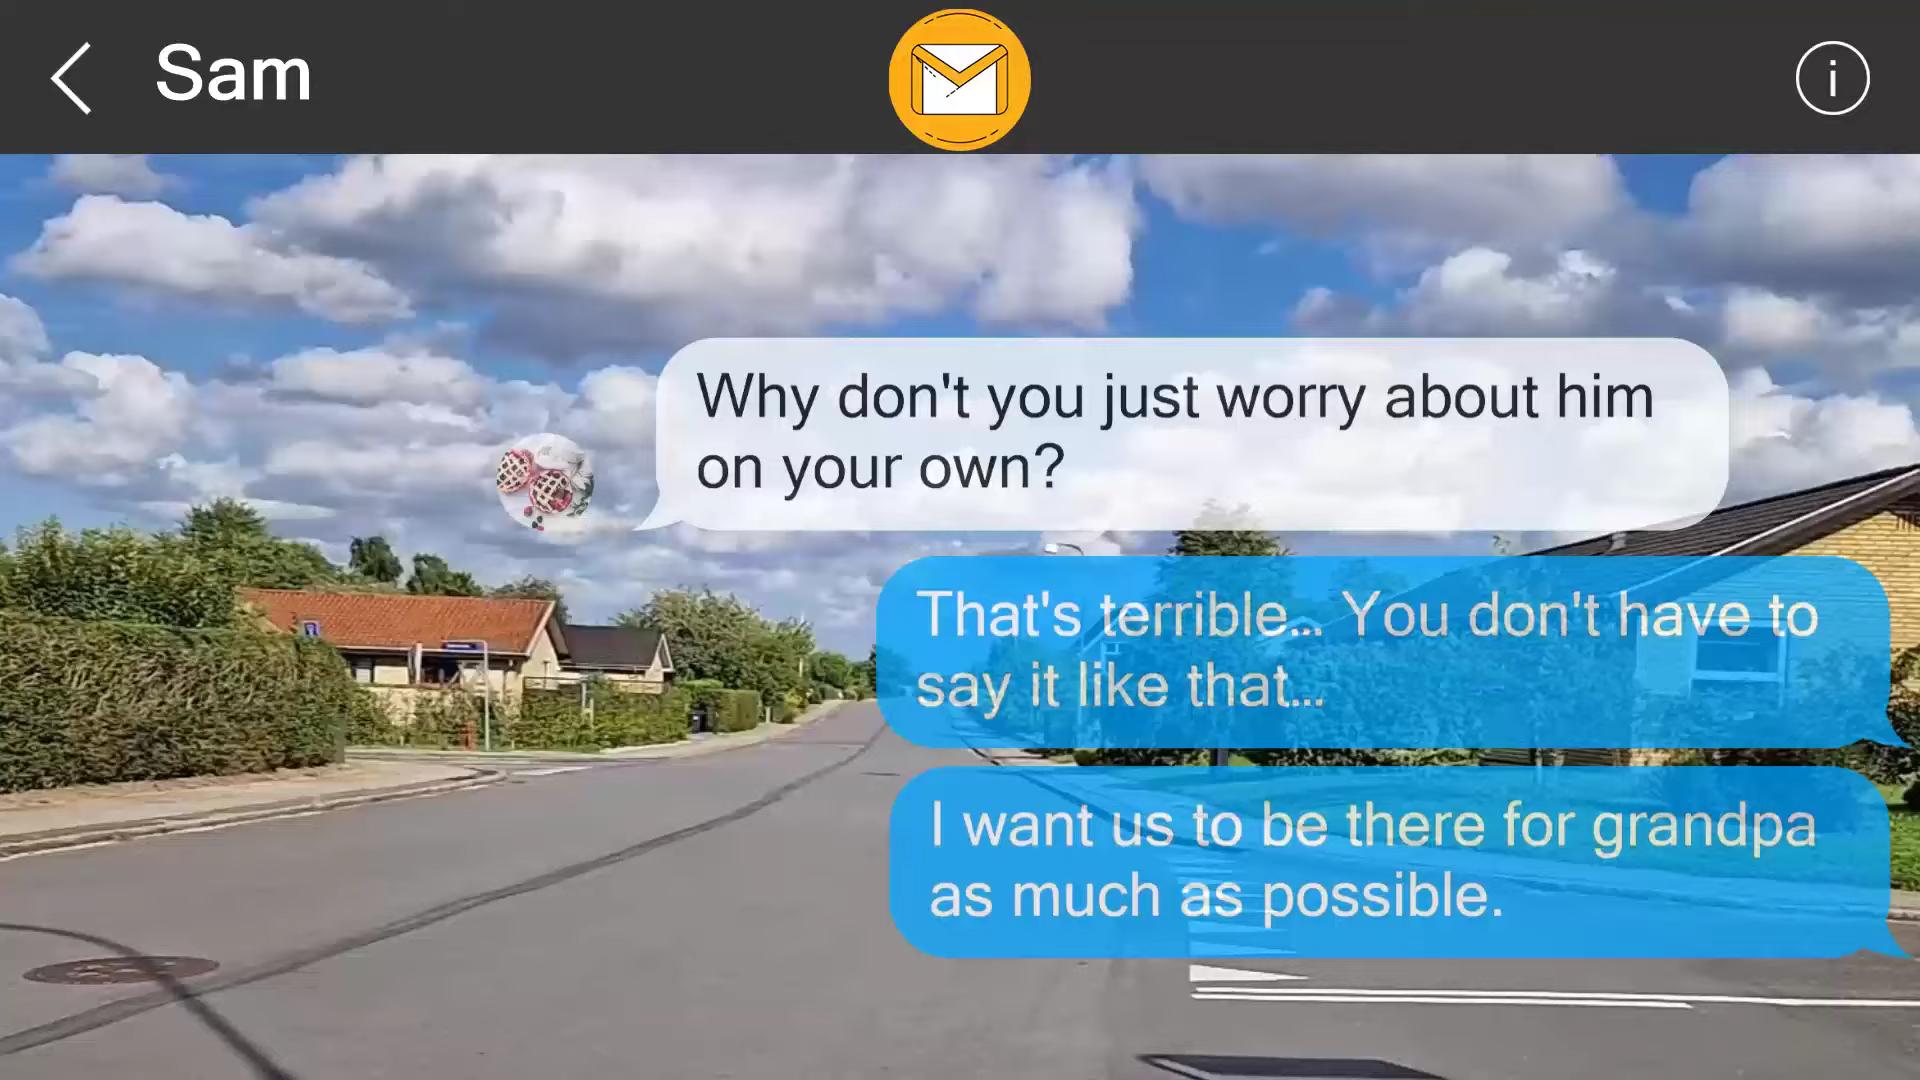 Sam
i
Why don't you just worry about him
on your own?
That's terrible... You don't have to
say it like that...
I want us to be there for grandpa
as much as possible.